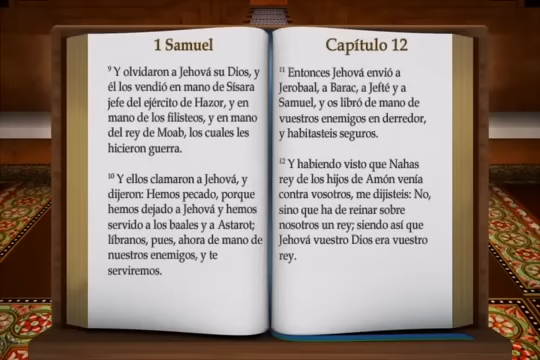 1 Samuel
⁹ Y olvidaron a Jehová su Dios, y
él los vendió en mano de Sísara
jefe del ejército de Hazor, y en
mano de los filisteos, y en mano
del rey de Moab, los cuales les
hicieron guerra.
¹⁰ Y ellos clamaron a Jehová, y
dijeron: Hemos pecado, porque
hemos dejado a Jehová y hemos
servido a los baales y a Astarot;
líbranos, pues, ahora de mano de
nuestros enemigos, y te
serviremos.
Capítulo 12
¹¹ Entonces Jehová envió a
Jerobaal, a Barac, a Jefté y a
Samuel, y os libró de mano de
vuestros enemigos en derredor,
y habitasteis seguros.
¹² Y habiendo visto que Nahas
rey de los hijos de Amón venía
contra vosotros, me dijisteis: No,
sino que ha de reinar sobre
nosotros un rey; siendo así que
Jehová vuestro Dios era vuestro
rey.